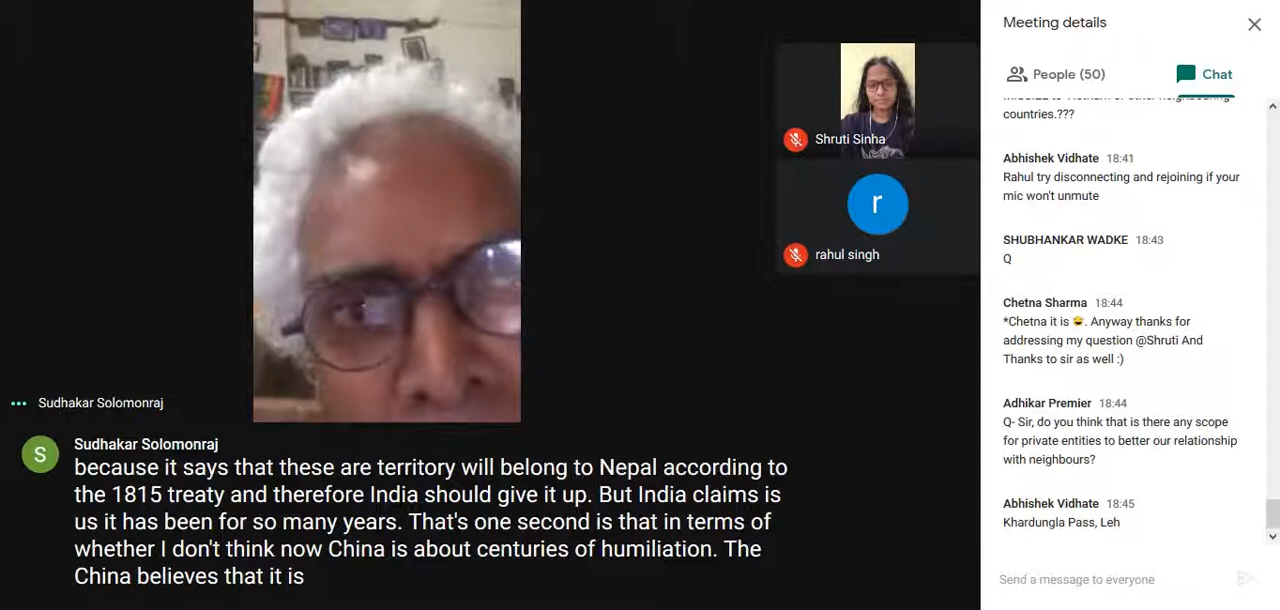 Shruti Sinha
r
rahul singh
Sudhakar Solomonraj
S
Sudhakar Solomonraj
because it says that these are territory will belong to Nepal according to
the 1815 treaty and therefore India should give it up. But India claims is
us it has been for so many years. That's one second is that in terms of
whether I don't think now China is about centuries of humiliation. The
China believes that it is
Meeting details
People (50)
Chat
countries.???
Abhishek Vidhate 18:41
Rahul try disconnecting and rejoining if your
mic won't unmute
SHUBHANKAR WADKE 18:43
Q
Chetna Sharma 18:44
*Chetna it is 😅. Anyway thanks for
addressing my question @Shruti And
Thanks to sir as well :)
Adhikar Premier 18:44
Q- Sir, do you think that is there any scope
for private entities to better our relationship
with neighbours?
Abhishek Vidhate 18:45
Khardungla Pass, Leh
Send a message to everyone